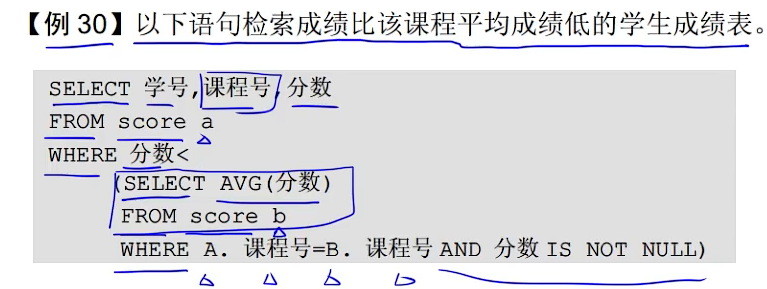 【例 30】以下语句检索成绩比该课程平均成绩低的学生成绩表。
SELECT 学号,课程号,分数
FROM score a
WHERE 分数<
(SELECT AVG(分数)
FROM score b
WHERE A. 课程号=B. 课程号 AND 分数 IS NOT NULL)